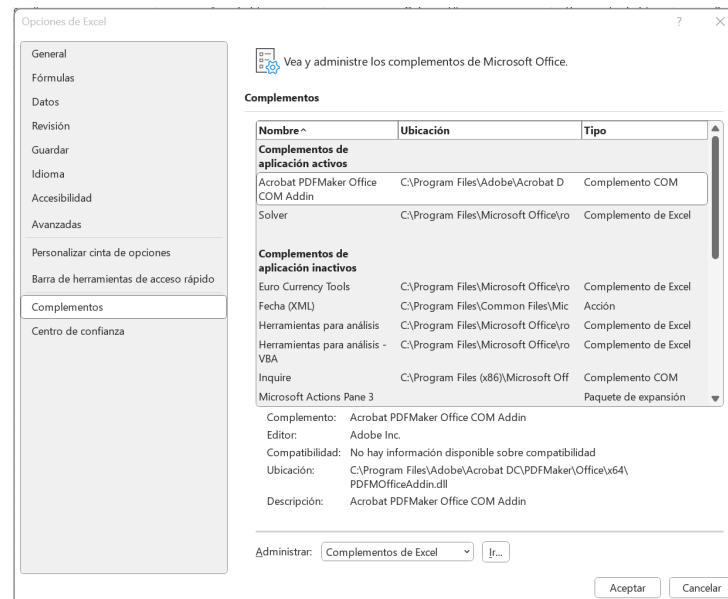 Opciones de Excel ? ×
General
Fórmulas
Datos
Revisión
Guardar
Idioma
Accesibilidad
Avanzadas
Personalizar cinta de opciones
Barra de herramientas de acceso rápido
Complementos
Centro de confianza
Vea y administre los complementos de Microsoft Office.
Complementos
Nombre Ubicación Tipo
Complementos de
aplicación activos
Acrobat PDFMaker Office C:\Program Files\Adobe\Acrobat D Complemento COM
COM Addin
Solver C:\Program Files\Microsoft Office\ro Complemento de Excel
Complementos de
aplicación inactivos
Euro Currency Tools C:\Program Files\Microsoft Office\ro Complemento de Excel
Fecha (XML) C:\Program Files\Common Files\Mic Acción
Herramientas para análisis C:\Program Files\Microsoft Office\ro Complemento de Excel
Herramientas para análisis - C:\Program Files\Microsoft Office\ro Complemento de Excel
VBA
Inquire C:\Program Files (x86)\Microsoft Off Complemento COM
Microsoft Actions Pane 3 Paquete de expansión
Complemento: Acrobat PDFMaker Office COM Addin
Editor: Adobe Inc.
Compatibilidad: No hay información disponible sobre compatibilidad
Ubicación: C:\Program Files\Adobe\Acrobat DC\PDFMaker\Office\x64\
PDFMOfficeAddin.dll
Descripción: Acrobat PDFMaker Office COM Addin
Administrar: Complementos de Excel Ir...
Aceptar Cancelar